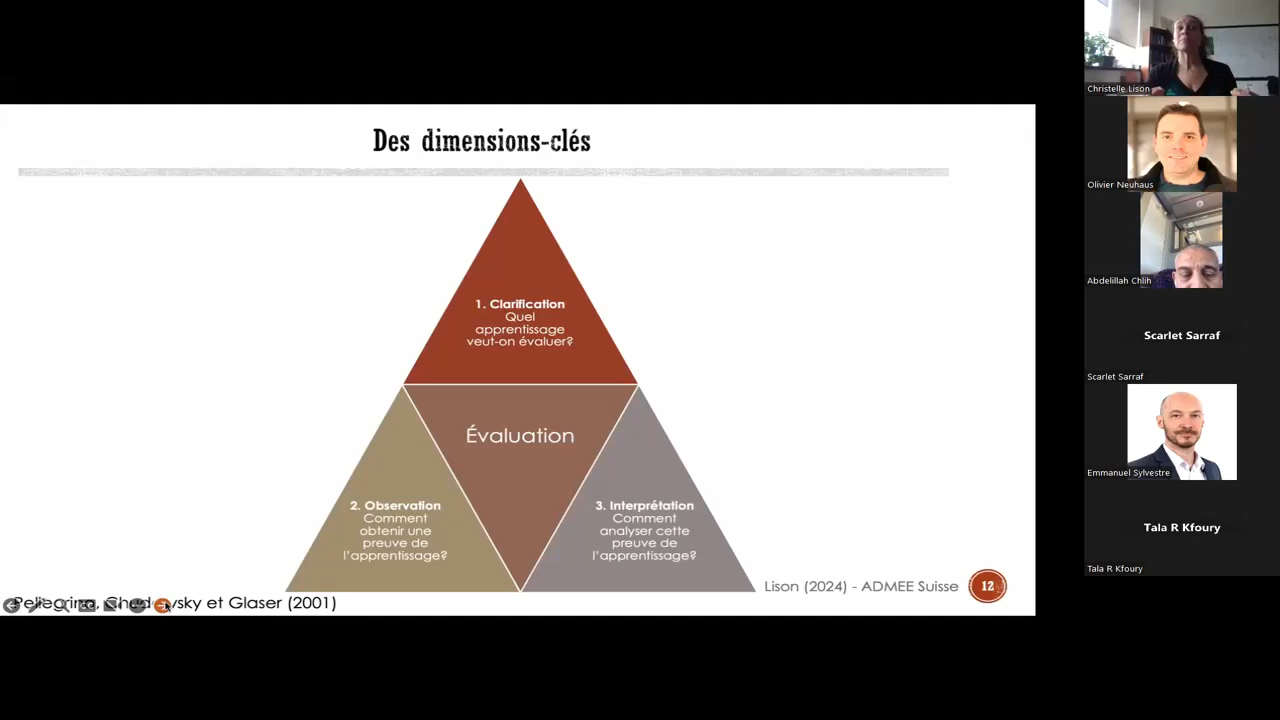 Des dimensions-clés
1. Clarification
Quel
apprentissage
veut-on évaluer?
Évaluation
2. Observation
Comment
obtenir une
preuve de
l'apprentissage?
3. Interprétation
Comment
analyser cette
preuve de
l'apprentissage?
Lison (2024) - ADMEE Suisse
12
et Glaser (2001)
Christelle Lison
Olivier Neuhaus
Abdelillah Chlih
Scarlet Sarraf
Scarlet Sarraf
Emmanuel Sylvestre
Tala R Kfoury
Tala R Kfoury